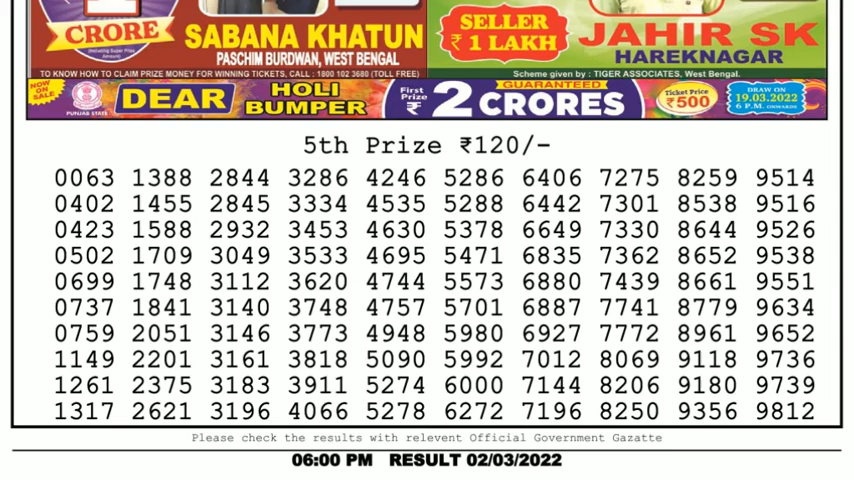 CRORE
(Including Super Prize Amount)
SABANA KHATUN
PASCHIM BURDWAN, WEST BENGAL
TO KNOW HOW TO CLAIM PRIZE MONEY FOR WINNING TICKETS, CALL : 1800 102 3680 (TOLL FREE)
SELLER
₹ 1 LAKH
JAHIR SK
HAREKNAGAR
Scheme given by : TIGER ASSOCIATES, West Bengal.
NOW ON SALE
PUNJAB STATE
DEAR
HOLI
BUMPER
First Prize ₹
GUARANTEED
2 CRORES
Ticket Price
₹500
DRAW ON
19.03.2022
6 P.M. ONWARDS
5th Prize ₹120/-
0063 1388 2844 3286 4246 5286 6406 7275 8259 9514
0402 1455 2845 3334 4535 5288 6442 7301 8538 9516
0423 1588 2932 3453 4630 5378 6649 7330 8644 9526
0502 1709 3049 3533 4695 5471 6835 7362 8652 9538
0699 1748 3112 3620 4744 5573 6880 7439 8661 9551
0737 1841 3140 3748 4757 5701 6887 7741 8779 9634
0759 2051 3146 3773 4948 5980 6927 7772 8961 9652
1149 2201 3161 3818 5090 5992 7012 8069 9118 9736
1261 2375 3183 3911 5274 6000 7144 8206 9180 9739
1317 2621 3196 4066 5278 6272 7196 8250 9356 9812
Please check the results with relevent Official Government Gazatte
06:00 PM RESULT 02/03/2022